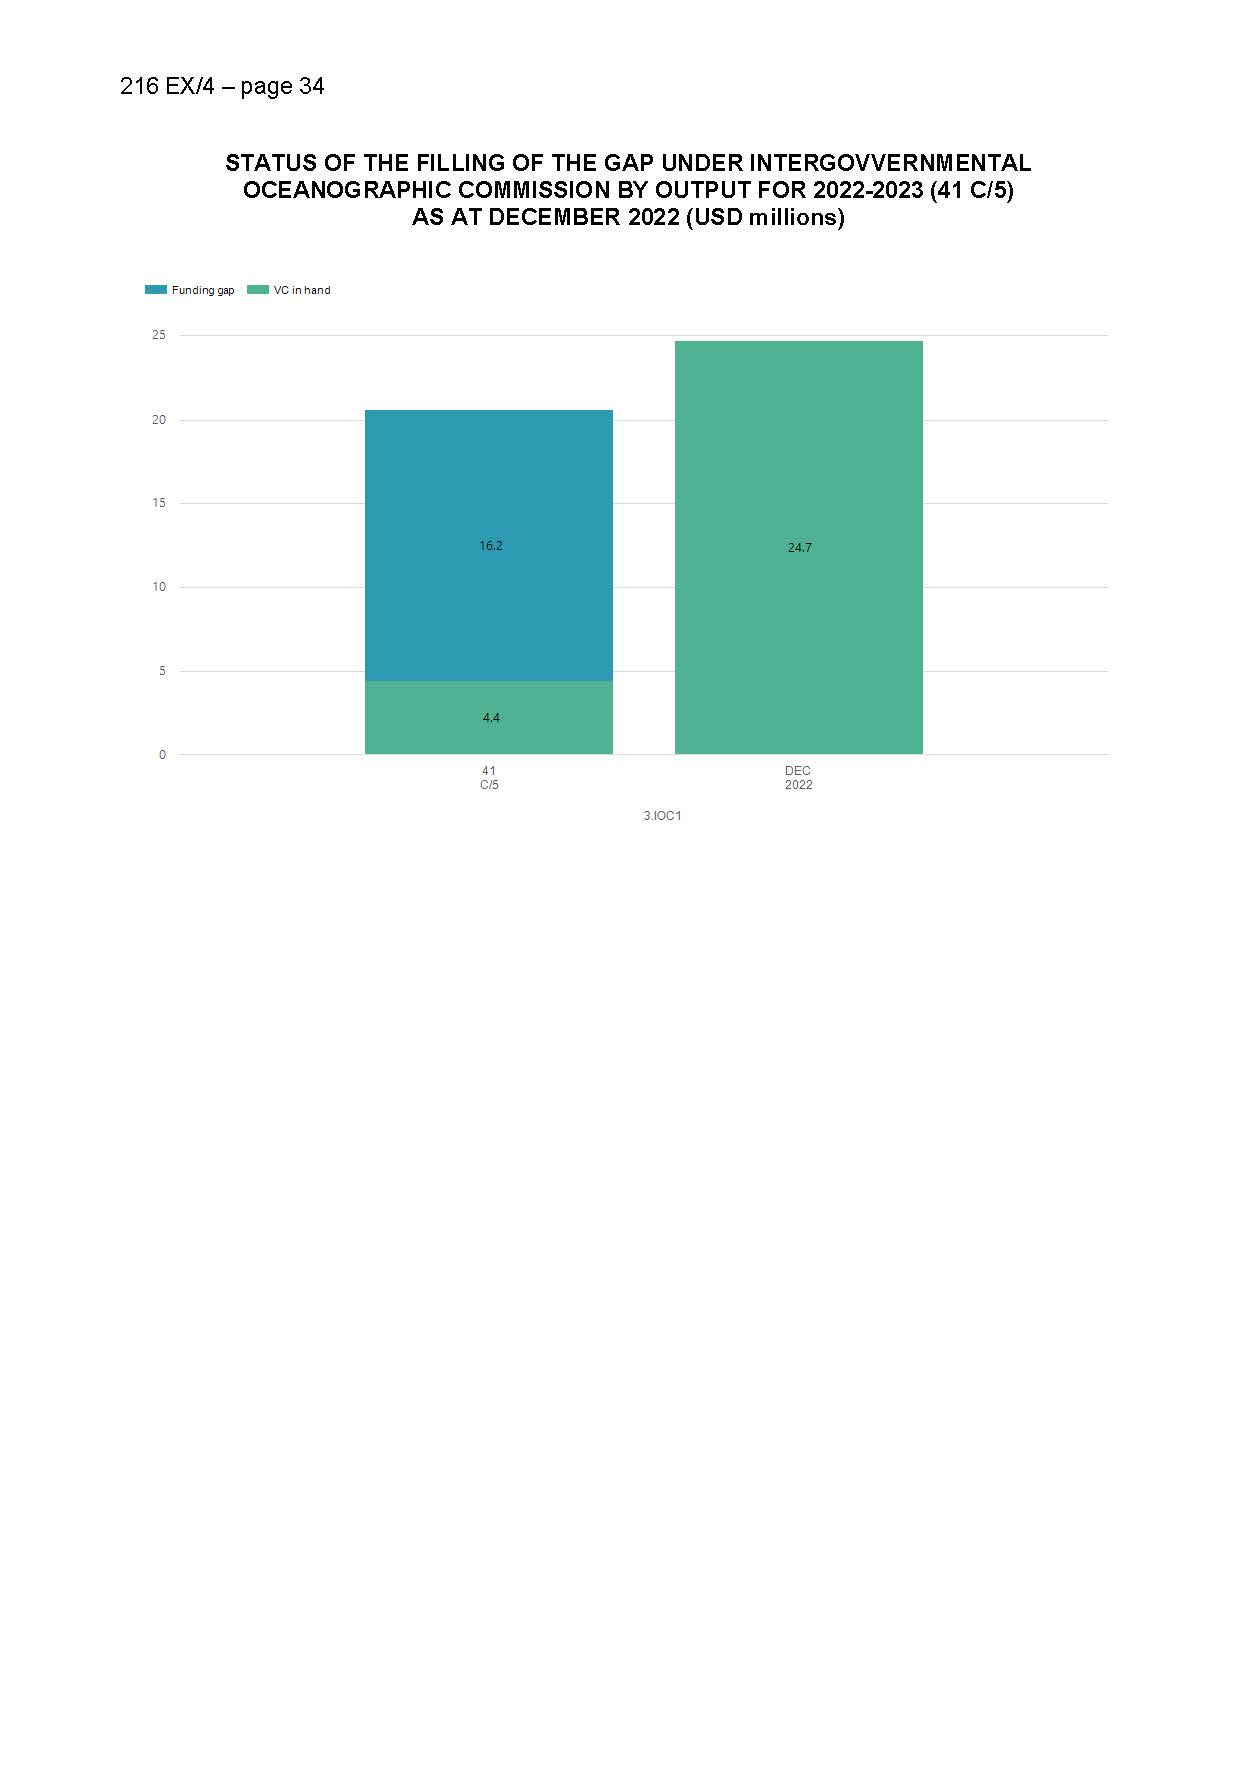 216 EX/4 – page 34
STATUS OF THE FILLING OF THE GAP UNDER INTERGOVVERNMENTAL
OCEANOGRAPHIC COMMISSION BY OUTPUT FOR 2022-2023 (41 C/5)
AS AT DECEMBER 2022 (USD millions)
Funding gap VC in hand
25
20
15
10
5
0
16.2
24.7
4.4
41
C/5
DEC
2022
3.IOC1